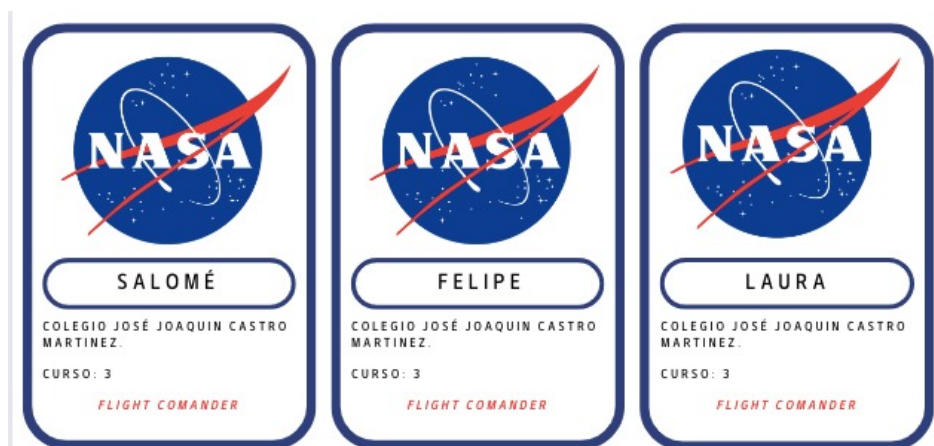 NASA
SALOMÉ
COLEGIO JOSÉ JOAQUIN CASTRO
MARTINEZ.
CURSO: 3
FLIGHT COMANDER
NASA
FELIPE
COLEGIO JOSÉ JOAQUIN CASTRO
MARTINEZ.
CURSO: 3
FLIGHT COMANDER
NASA
LAURA
COLEGIO JOSÉ JOAQUIN CASTRO
MARTINEZ.
CURSO: 3
FLIGHT COMANDER